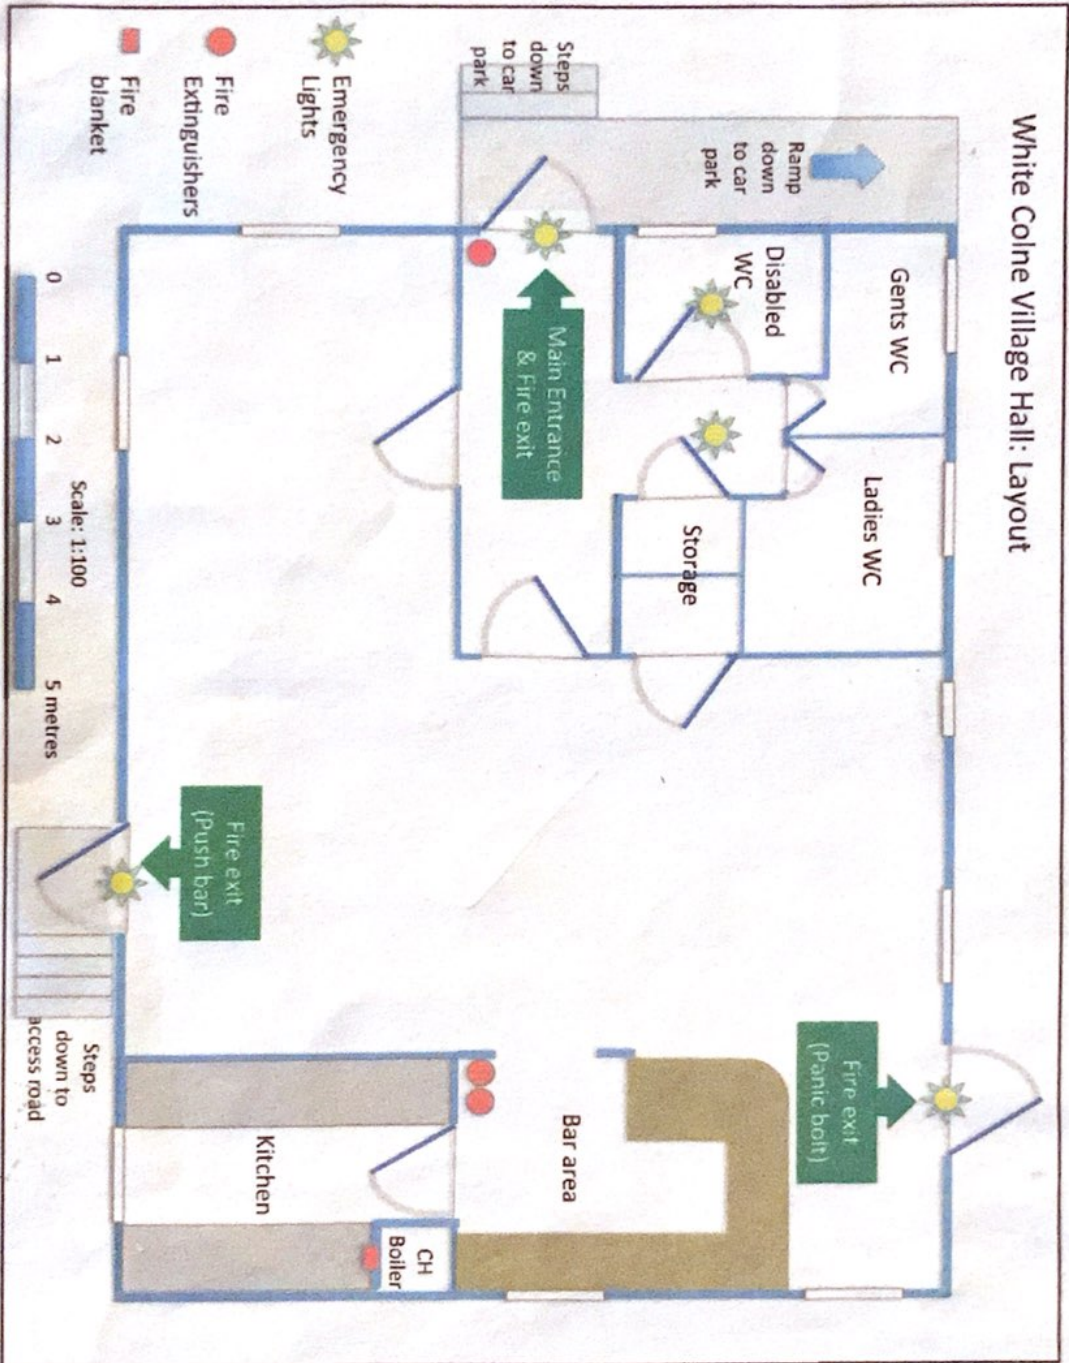 White Colne Village Hall: Layout
Gents WC
Ladies WC
Disabled
WC
Storage
Ramp
down
to car
park
Steps
down
to car
park
Main Entrance
& Fire exit
Fire exit
(Panic bolt)
Bar area
CH
Boiler
Kitchen
Fire exit
(Push bar)
Steps
down to
access road
Emergency
Lights
Fire
Extinguishers
Fire
blanket
Scale: 1:100
0 1 2 3 4 5 metres